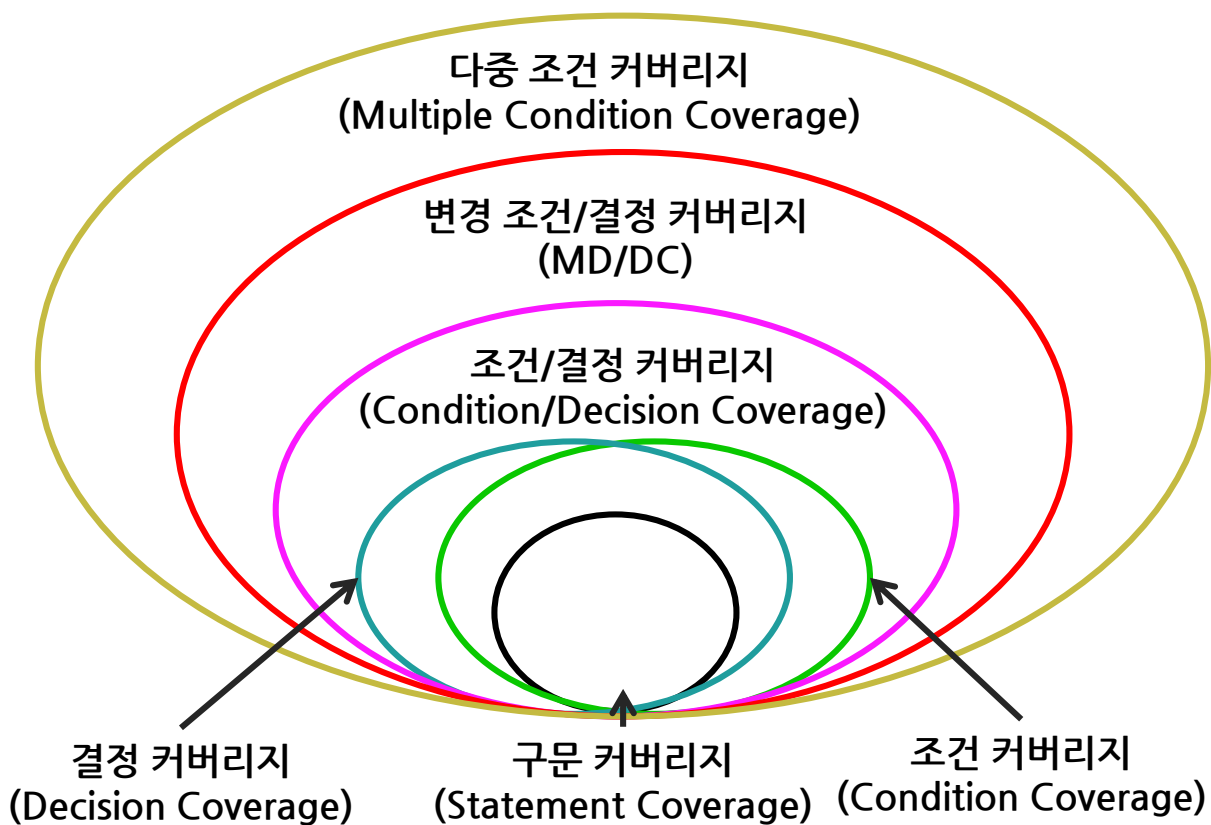 다중 조건 커버리지
(Multiple Condition Coverage)
변경 조건/결정 커버리지
(MD/DC)
조건/결정 커버리지
(Condition/Decision Coverage)
결정 커버리지
(Decision Coverage)
구문 커버리지
(Statement Coverage)
조건 커버리지
(Condition Coverage)